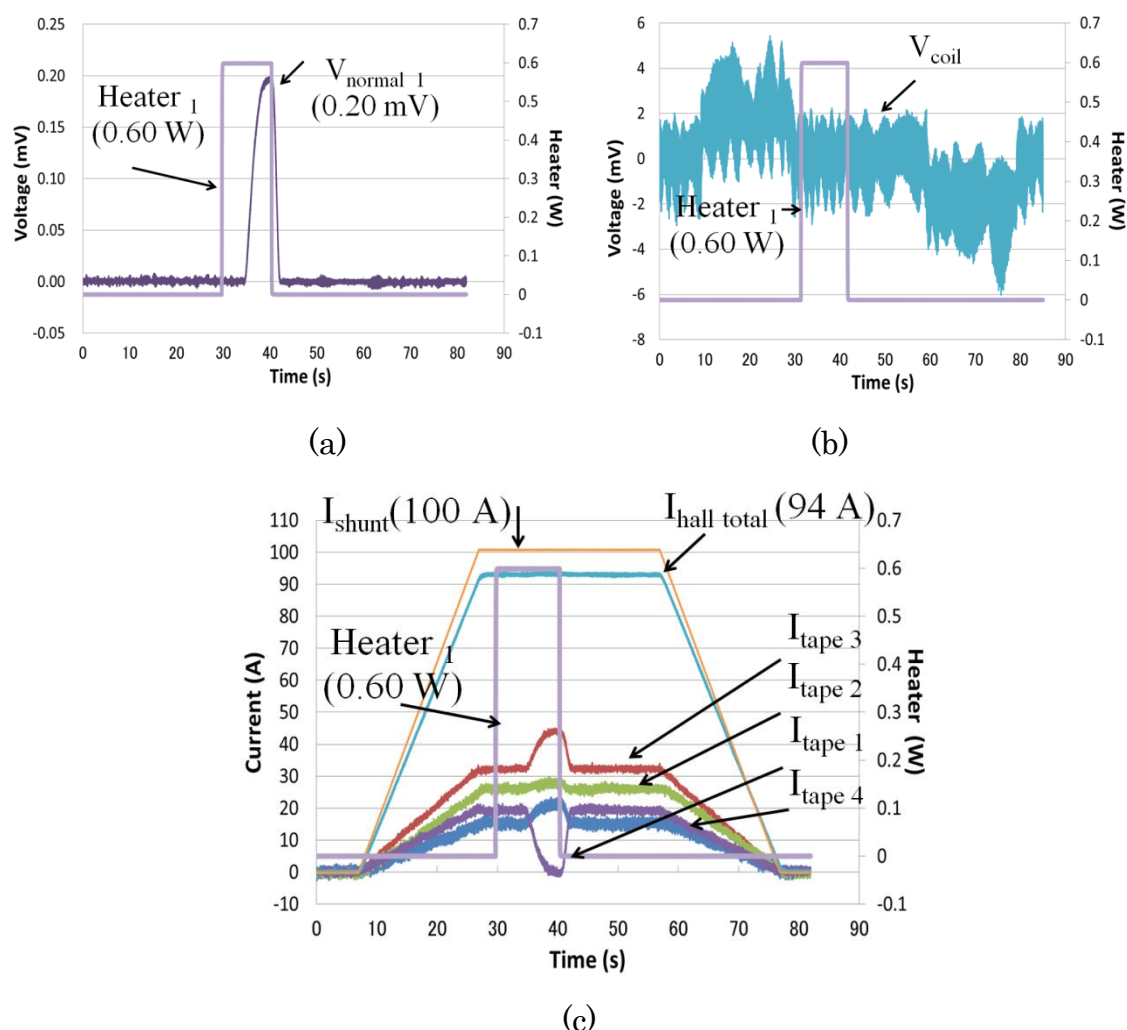 0.25
0.20
0.15
0.10
0.05
0.00
-0.05
Voltage (mV)
0 10 20 30 40 50 60 70 80 90
Time (s)
0.7
0.6
0.5
0.4
0.3
0.2
0.1
0
-0.1
Heater (W)
Heater 1
(0.60 W)
V normal 1
(0.20 mV)
(a)
6
4
2
0
-2
-4
-6
-8
Voltage (mV)
0 10 20 30 40 50 60 70 80 90
Time (s)
0.7
0.6
0.5
0.4
0.3
0.2
0.1
0
-0.1
Heater (W)
V coil
Heater 1
(0.60 W)
(b)
I shunt (100 A)
I hall total (94 A)
110
100
90
80
70
60
50
40
30
20
10
0
-10
Current (A)
0 10 20 30 40 50 60 70 80 90
Time (s)
0.7
0.6
0.5
0.4
0.3
0.2
0.1
0
-0.1
Heater (W)
Heater 1
(0.60 W)
I tape 3
I tape 2
I tape 1
I tape 4
(c)